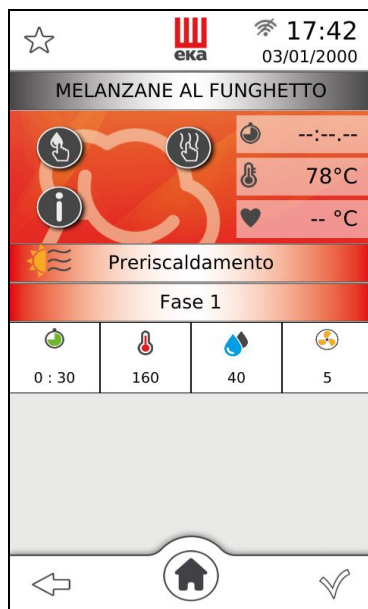 17:42
eka
03/01/2000
MELANZANE AL FUNGHETTO
--:--.--
78°C
i
-- °C
Preriscaldamento
Fase 1
0 : 30
160
40
5